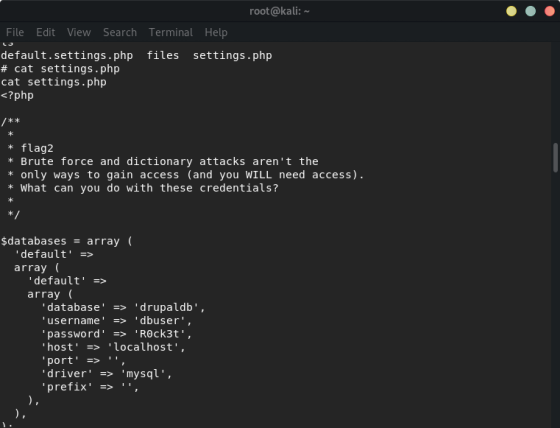 root@kali: ~
File Edit View Search Terminal Help
ls
default.settings.php  files  settings.php
# cat settings.php
cat settings.php
<?php

/**
 *
 * flag2
 * Brute force and dictionary attacks aren't the
 * only ways to gain access (and you WILL need access).
 * What can you do with these credentials?
 *
 */

$databases = array (
  'default' =>
  array (
    'default' =>
    array (
      'database' => 'drupaldb',
      'username' => 'dbuser',
      'password' => 'R0ck3t',
      'host' => 'localhost',
      'port' => '',
      'driver' => 'mysql',
      'prefix' => '',
    ),
  ),
);